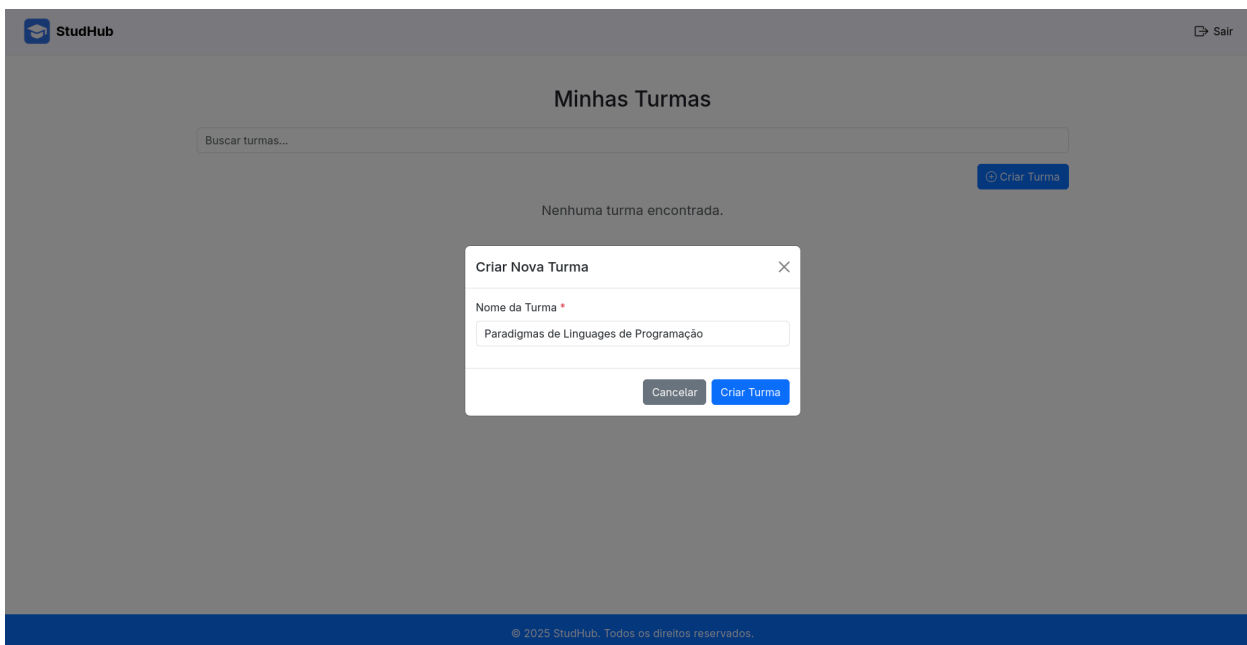 StudHub
Sair
Minhas Turmas
Buscar turmas...
Criar Turma
Nenhuma turma encontrada.
Criar Nova Turma
Nome da Turma *
Paradigmas de Linguages de Programação
Cancelar
Criar Turma
© 2025 StudHub. Todos os direitos reservados.